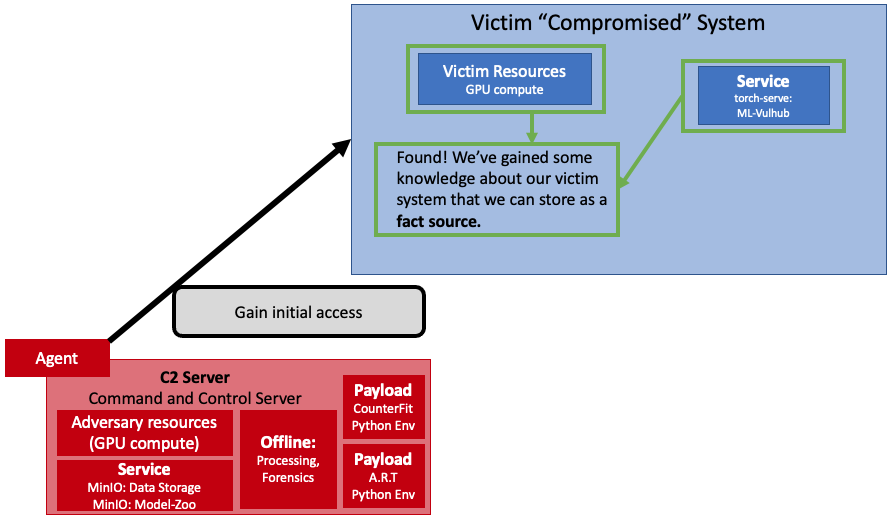 Victim “Compromised” System
Victim Resources
GPU compute
Service
torch-serve:
ML-Vulhub
Found! We’ve gained some
knowledge about our victim
system that we can store as a
fact source.
Gain initial access
Agent
C2 Server
Command and Control Server
Adversary resources
(GPU compute)
Service
MinIO: Data Storage
MinIO: Model-Zoo
Offline:
Processing,
Forensics
Payload
CounterFit
Python Env
Payload
A.R.T
Python Env